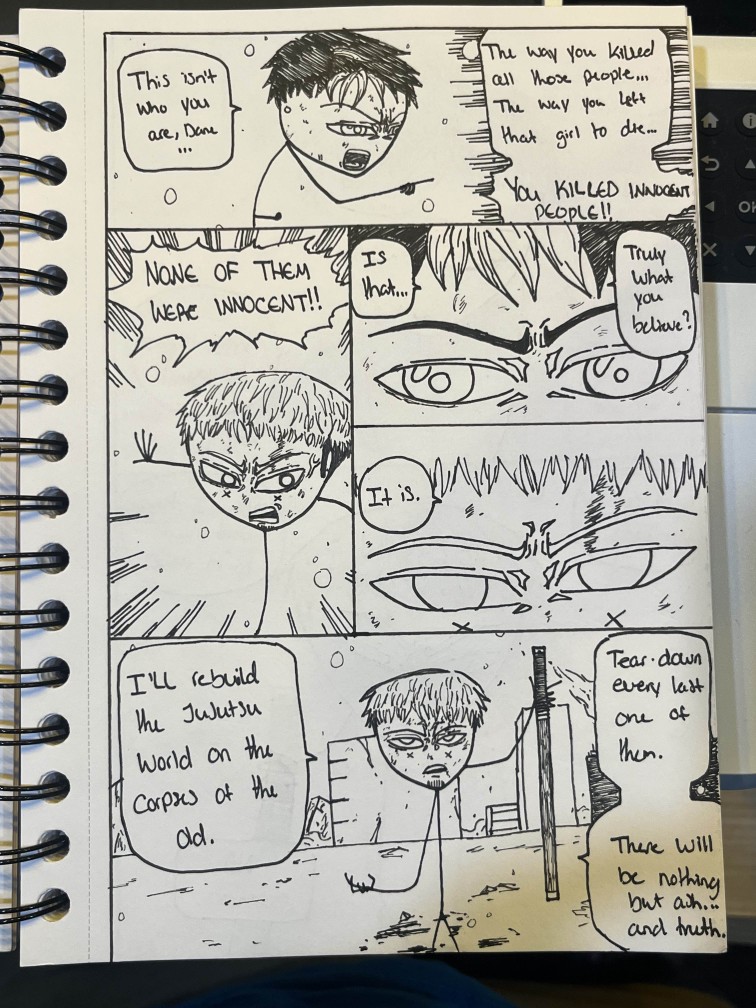 This isn't
who you
are, Dane
...
The way you killed
all those people...
The way you left
that girl to die...
YOU KILLED INNOCENT
PEOPLE!!
NONE OF THEM
WERE INNOCENT!!
Is
that...
Truly
what
you
believe?
It is.
I'LL rebuild
the Jujutsu
World on the
Corpses of the
Old.
Tear down
every last
one of
them.
There will
be nothing
but ash...
and truth.
OK